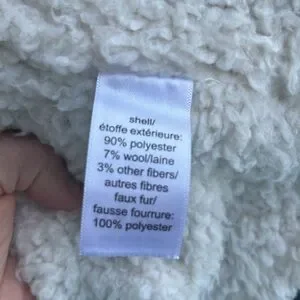 shell/
étoffe extérieure:
90% polyester
7% wool/laine
3% other fibers/
autres fibres
faux fur/
fausse fourrure:
100% polyester